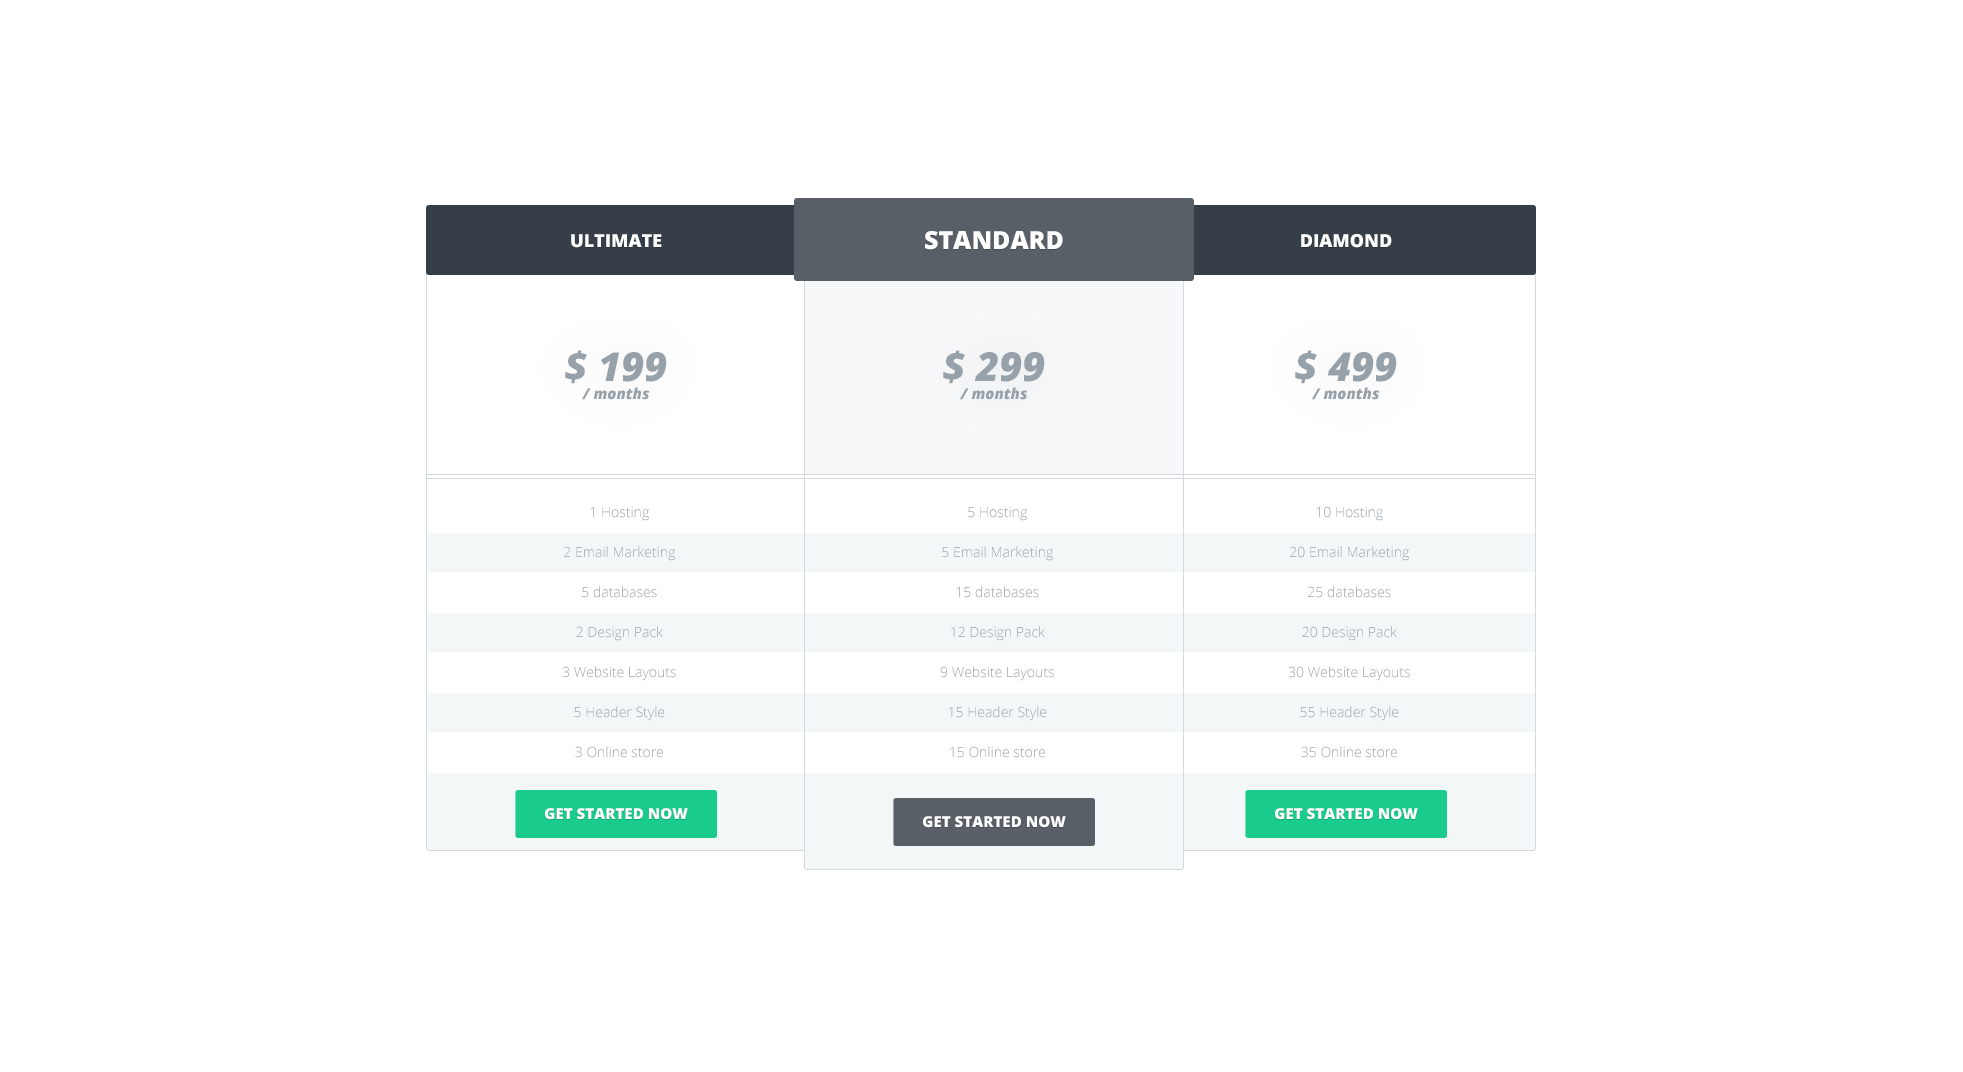 ULTIMATE
$ 199
/ months
1 Hosting
2 Email Marketing
5 databases
2 Design Pack
3 Website Layouts
5 Header Style
3 Online store
GET STARTED NOW
STANDARD
$ 299
/ months
5 Hosting
5 Email Marketing
15 databases
12 Design Pack
9 Website Layouts
15 Header Style
15 Online store
GET STARTED NOW
DIAMOND
$ 499
/ months
10 Hosting
20 Email Marketing
25 databases
20 Design Pack
30 Website Layouts
55 Header Style
35 Online store
GET STARTED NOW